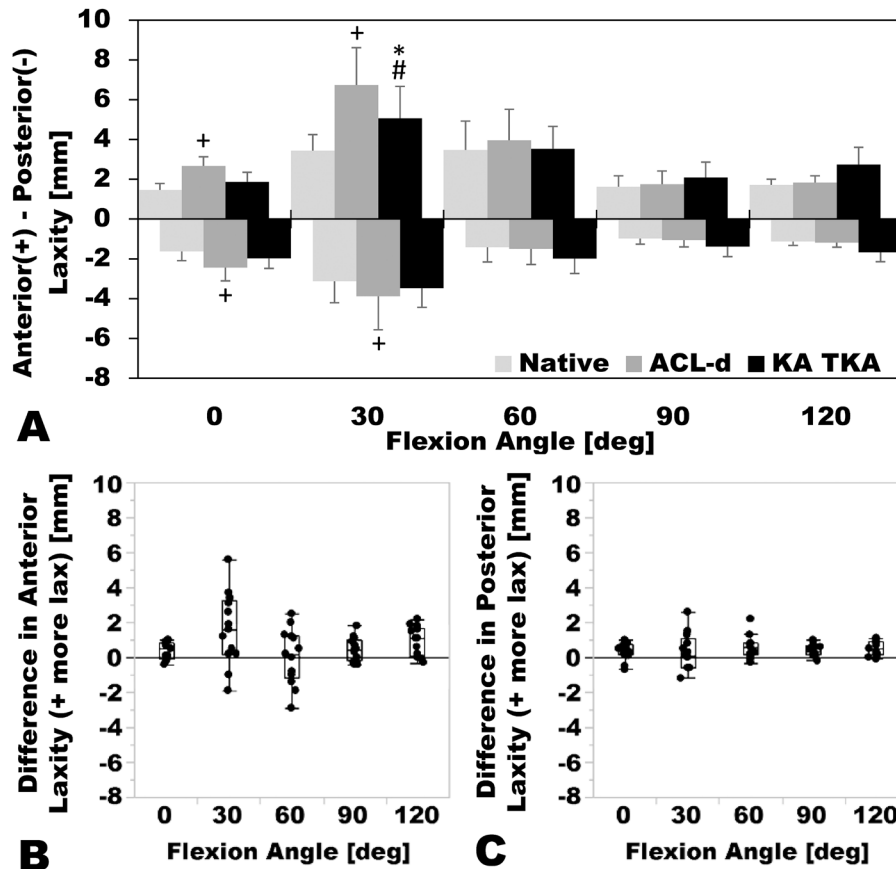 Anterior(+) - Posterior(-)
Laxity [mm]
10
8
6
4
2
0
-2
-4
-6
-8
+
+
+
*
#
+
Native
ACL-d
KA TKA
0 30 60 90 120
Flexion Angle [deg]
A
Difference in Anterior
Laxity (+ more lax) [mm]
10
8
6
4
2
0
-2
-4
-6
-8
0 30 60 90 120
Flexion Angle [deg]
B
Difference in Posterior
Laxity (+ more lax) [mm]
10
8
6
4
2
0
-2
-4
-6
-8
0 30 60 90 120
Flexion Angle [deg]
C